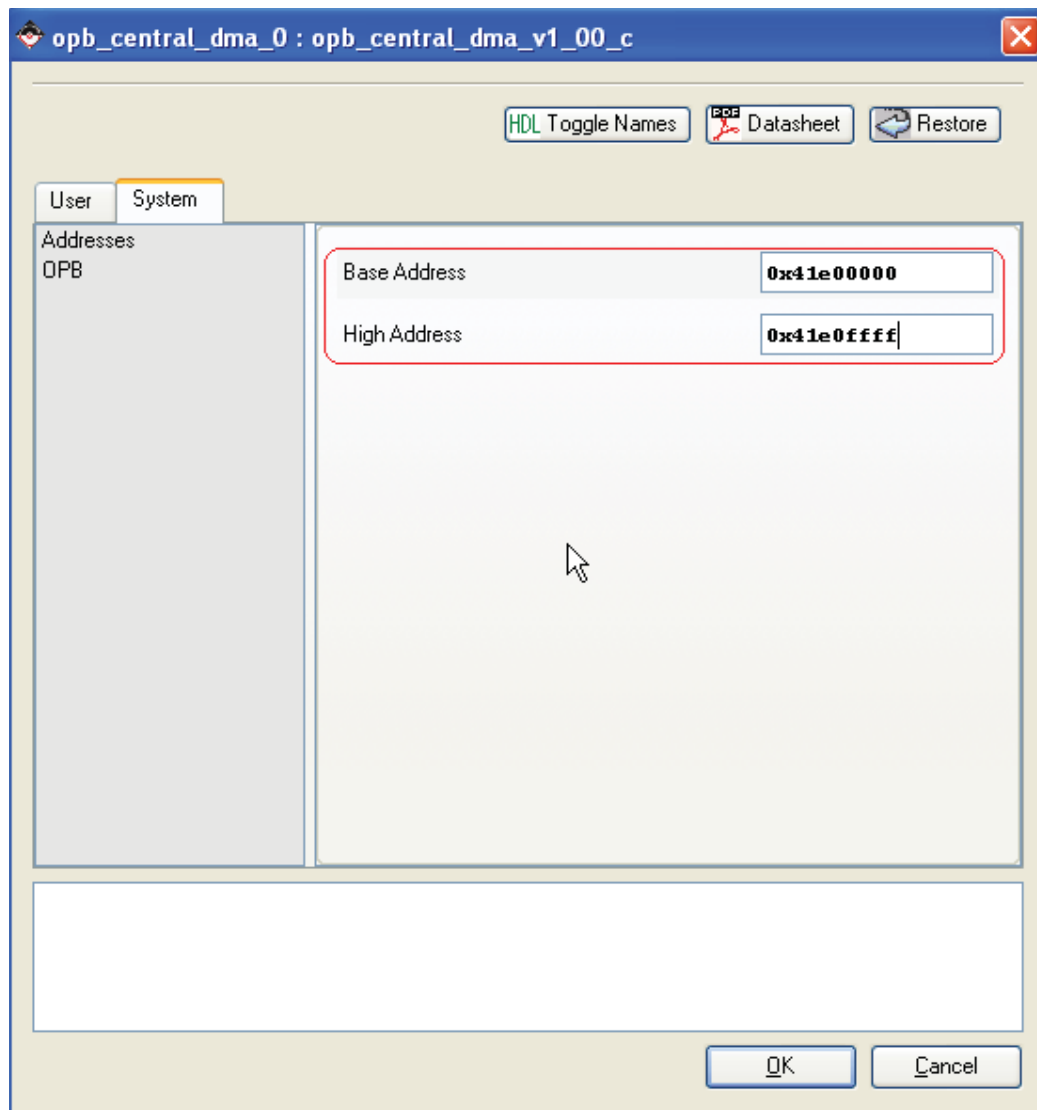 opb_central_dma_0 : opb_central_dma_v1_00_c
HDL Toggle Names PDF Datasheet Restore
User System
Addresses
OPB
Base Address 0x41e00000
High Address 0x41e0ffff
OK Cancel